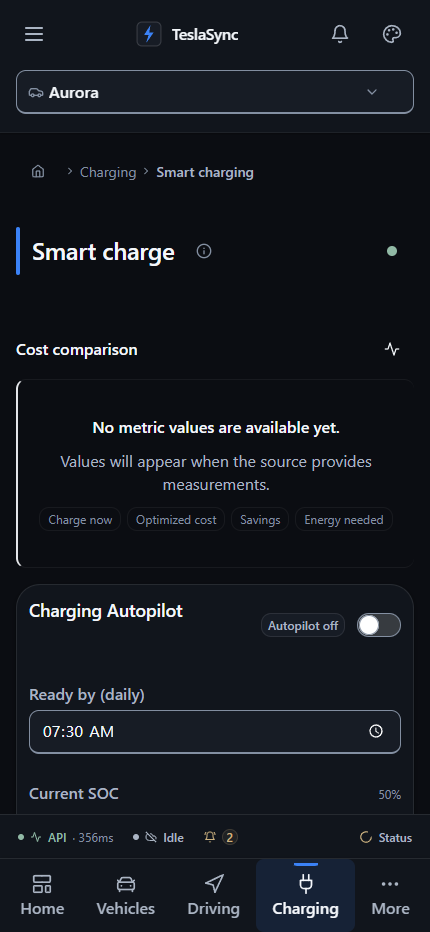 TeslaSync
Aurora
Charging
Smart charging
Smart charge
Cost comparison
No metric values are available yet.
Values will appear when the source provides
measurements.
Charge now
Optimized cost
Savings
Energy needed
Charging Autopilot
Autopilot off
Ready by (daily)
07:30 AM
Current SOC
50%
API · 356ms
Idle
2
Status
Home
Vehicles
Driving
Charging
More